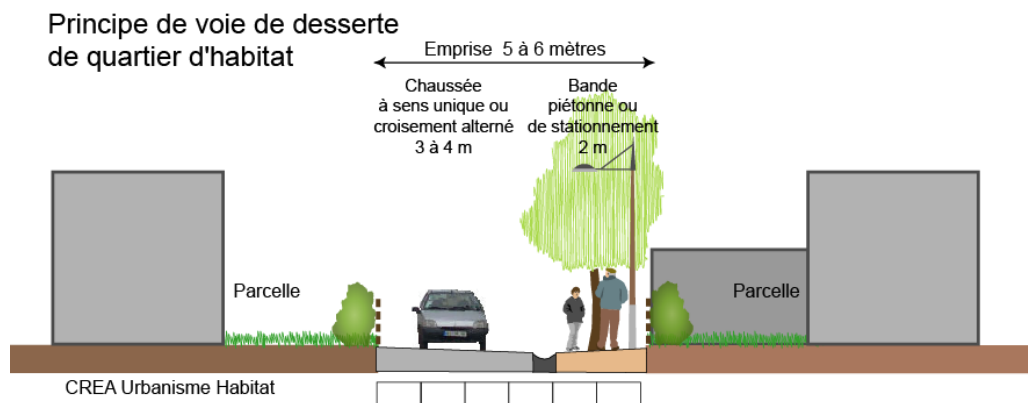 Principe de voie de desserte
de quartier d'habitat
Emprise 5 à 6 mètres
Chaussée
à sens unique ou
croisement alterné
3 à 4 m
Bande
piétonne ou
de stationnement
2 m
Parcelle
Parcelle
CREA Urbanisme Habitat